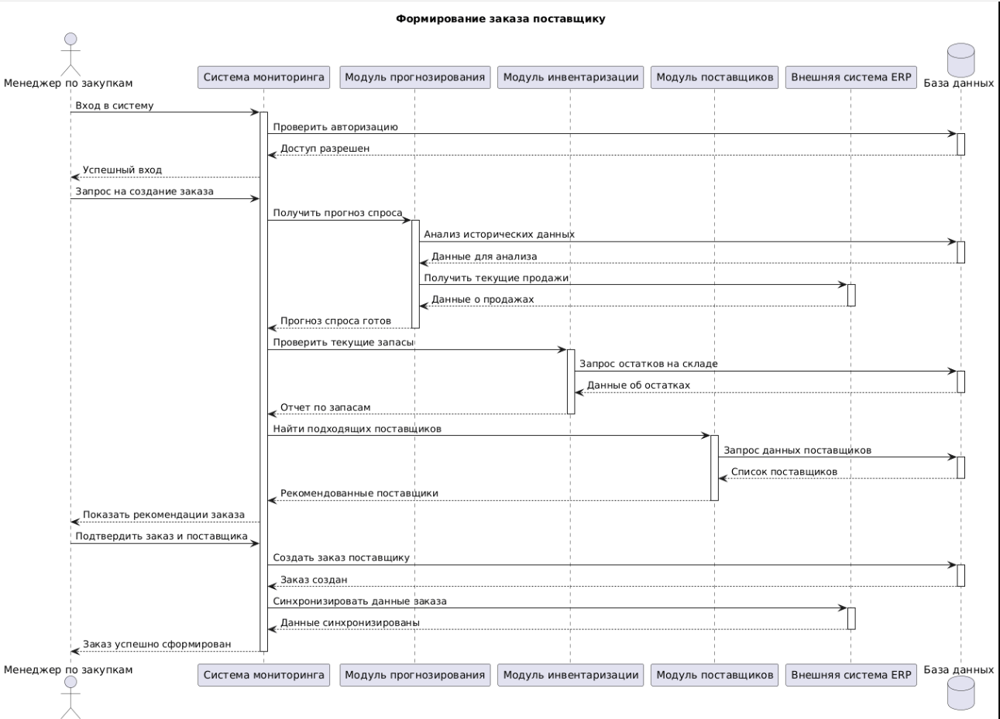 Формирование заказа поставщику
Менеджер по закупкам
Система мониторинга
Модуль прогнозирования
Модуль инвентаризации
Модуль поставщиков
Внешняя система ERP
База данных
Вход в систему
Проверить авторизацию
Доступ разрешен
Успешный вход
Запрос на создание заказа
Получить прогноз спроса
Анализ исторических данных
Данные для анализа
Получить текущие продажи
Данные о продажах
Прогноз спроса готов
Проверить текущие запасы
Запрос остатков на складе
Данные об остатках
Отчет по запасам
Найти подходящих поставщиков
Запрос данных поставщиков
Список поставщиков
Рекомендованные поставщики
Показать рекомендации заказа
Подтвердить заказ и поставщика
Создать заказ поставщику
Заказ создан
Синхронизировать данные заказа
Данные синхронизированы
Заказ успешно сформирован
Менеджер по закупкам
Система мониторинга
Модуль прогнозирования
Модуль инвентаризации
Модуль поставщиков
Внешняя система ERP
База данных